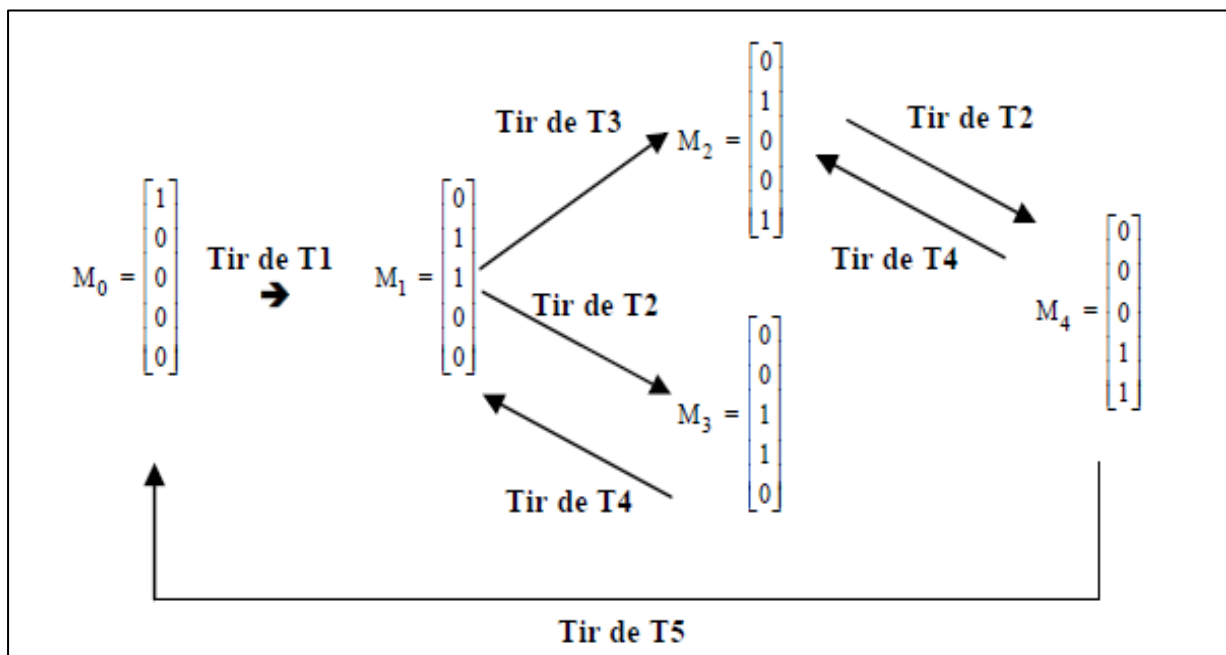 M0 = [1 0 0 0 0]
Tir de T1
➔
M1 = [0 1 1 0 0]
Tir de T3
M2 = [0 1 0 0 1]
Tir de T2
Tir de T4
Tir de T2
M3 = [0 0 1 1 0]
Tir de T4
M4 = [0 0 0 1 1]
Tir de T5